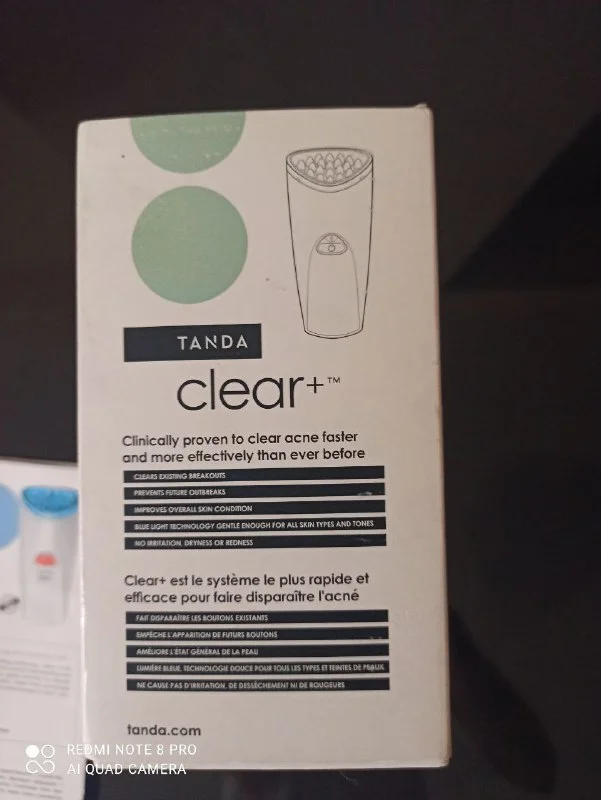 TANDA
clear+™
Clinically proven to clear acne faster
and more effectively than ever before
CLEARS EXISTING BREAKOUTS
PREVENTS FUTURE OUTBREAKS
IMPROVES OVERALL SKIN CONDITION
BLUE LIGHT TECHNOLOGY GENTLE ENOUGH FOR ALL SKIN TYPES AND TONES
NO IRRITATION, DRYNESS OR REDNESS
Clear+ est le système le plus rapide et
efficace pour faire disparaître l'acné
FAIT DISPARAÎTRE LES BOUTONS EXISTANTS
EMPÊCHE L'APPARITION DE FUTURS BOUTONS
AMÉLIORE L'ÉTAT GÉNÉRAL DE LA PEAU
LUMIÈRE BLEUE, TECHNOLOGIE DOUCE POUR TOUS LES TYPES ET TEINTES DE PEAUX
NE CAUSE PAS D'IRRITATION, DE DESSÈCHEMENT NI DE ROUGEURS
tanda.com
REDMI NOTE 8 PRO
AI QUAD CAMERA